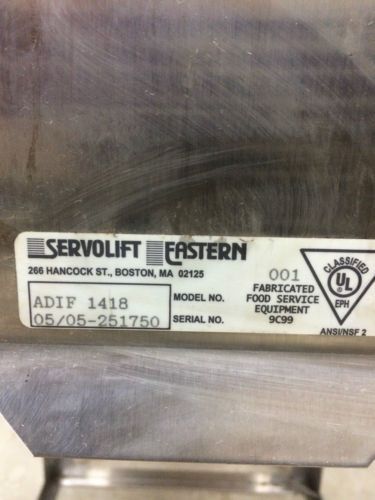 SERVOLIFT EASTERN
266 HANCOCK ST., BOSTON, MA 02125
ADIF 1418 MODEL NO.
05/05-251750 SERIAL NO.
001
FABRICATED
FOOD SERVICE
EQUIPMENT
9C99
CLASSIFIED
UL
EPH
ANSI/NSF 2